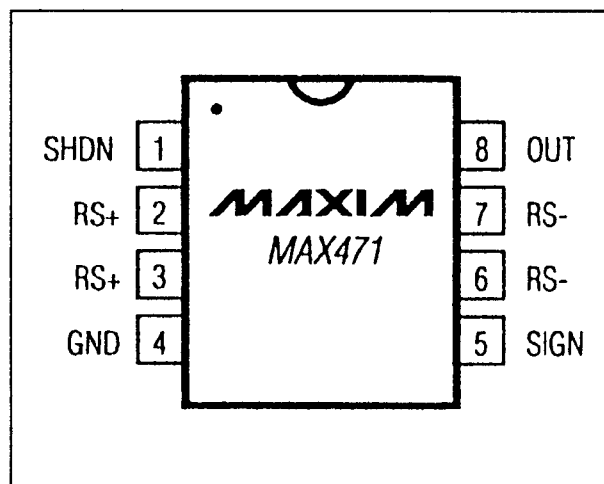 SHDN 1 8 OUT
RS+ 2 MAXIM 7 RS-
MAX471
RS+ 3 6 RS-
GND 4 5 SIGN